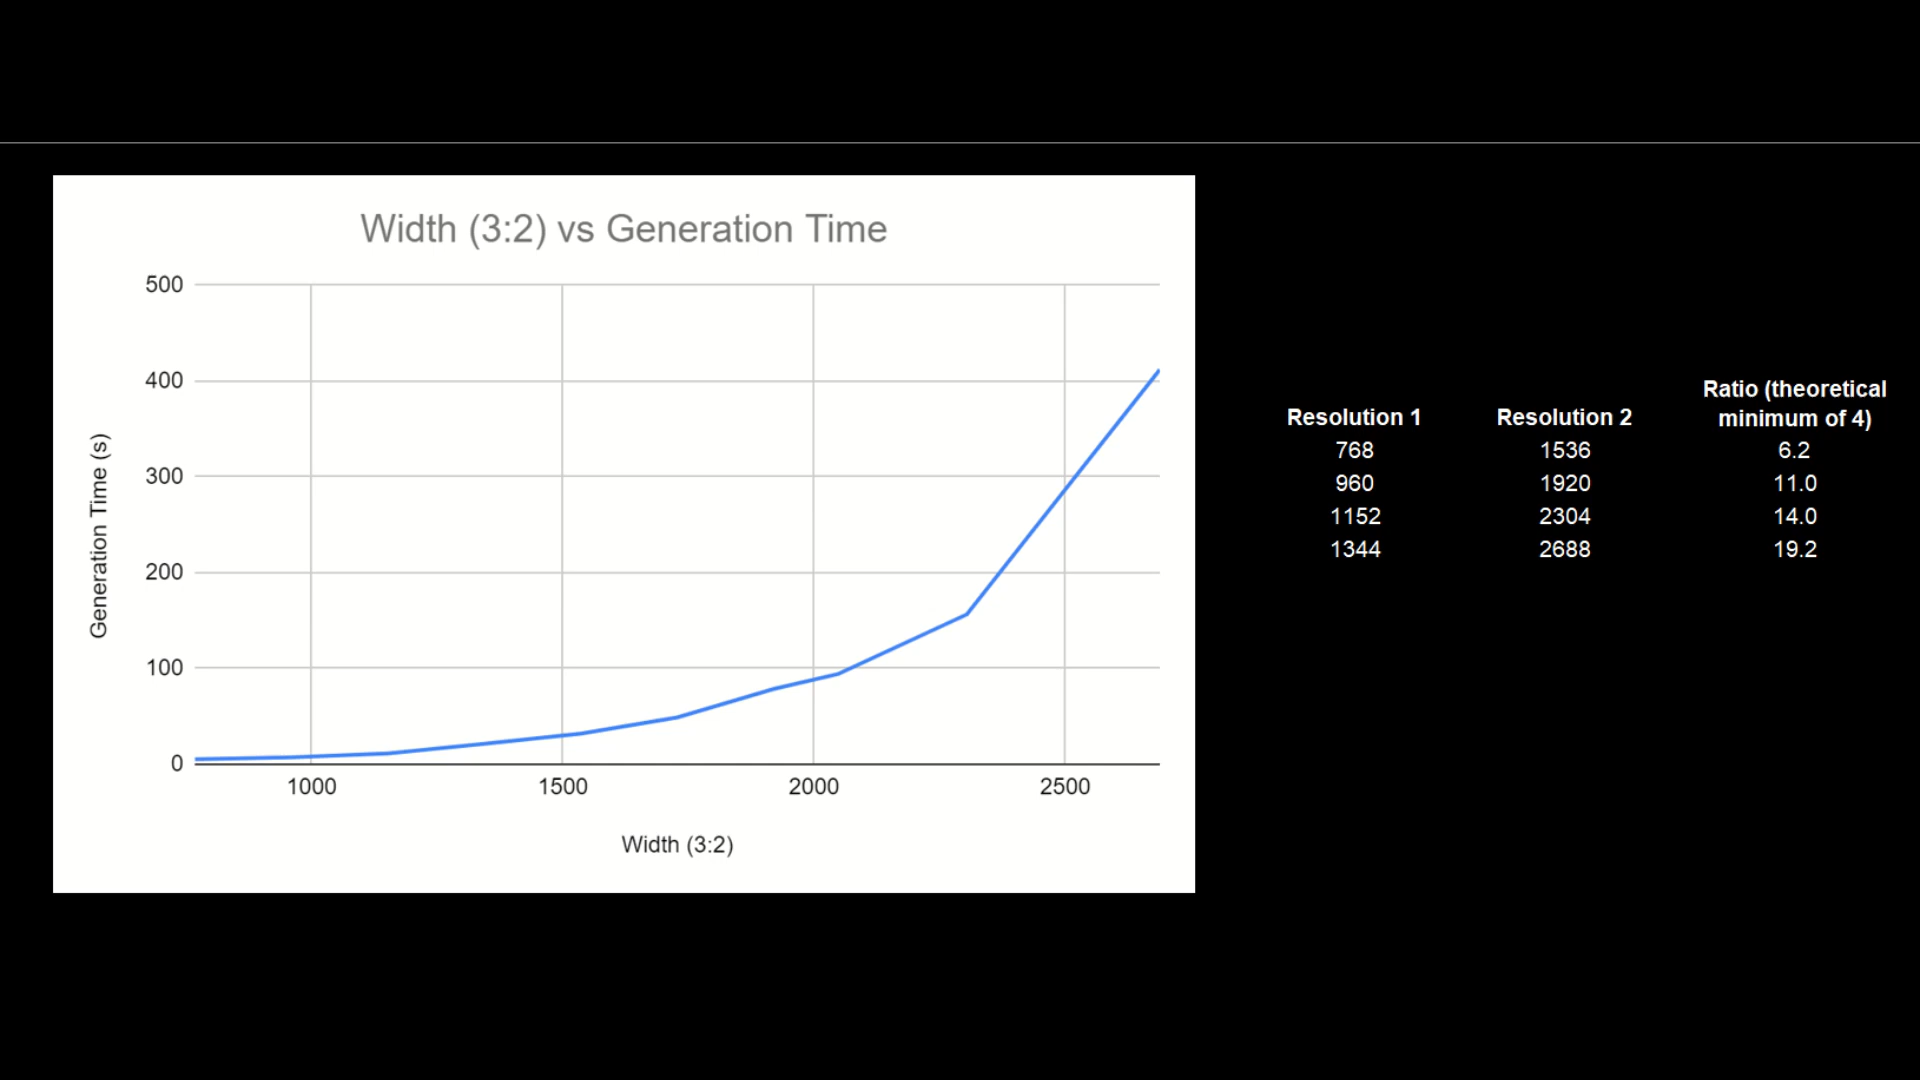 Width (3:2) vs Generation Time
500
400
300
200
100
0
Generation Time (s)
1000 1500 2000 2500
Width (3:2)
Ratio (theoretical
Resolution 1 Resolution 2 minimum of 4)
768 1536 6.2
960 1920 11.0
1152 2304 14.0
1344 2688 19.2